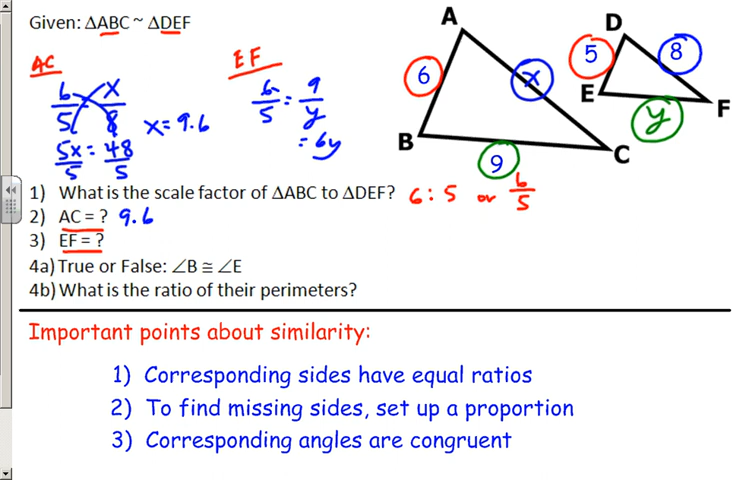 Given: ΔABC ~ ΔDEF
AC
6/5 x/8
x = 9.6
5x/5 = 48/5
EF
6/5 = 9/y
= 6y
A
6
x
B
9
C
D
5
8
E
y
F
1) What is the scale factor of ΔABC to ΔDEF? 6 : 5 or 6/5
2) AC = ? 9.6
3) EF = ?
4a) True or False: ∠B ≅ ∠E
4b) What is the ratio of their perimeters?
Important points about similarity:
1) Corresponding sides have equal ratios
2) To find missing sides, set up a proportion
3) Corresponding angles are congruent